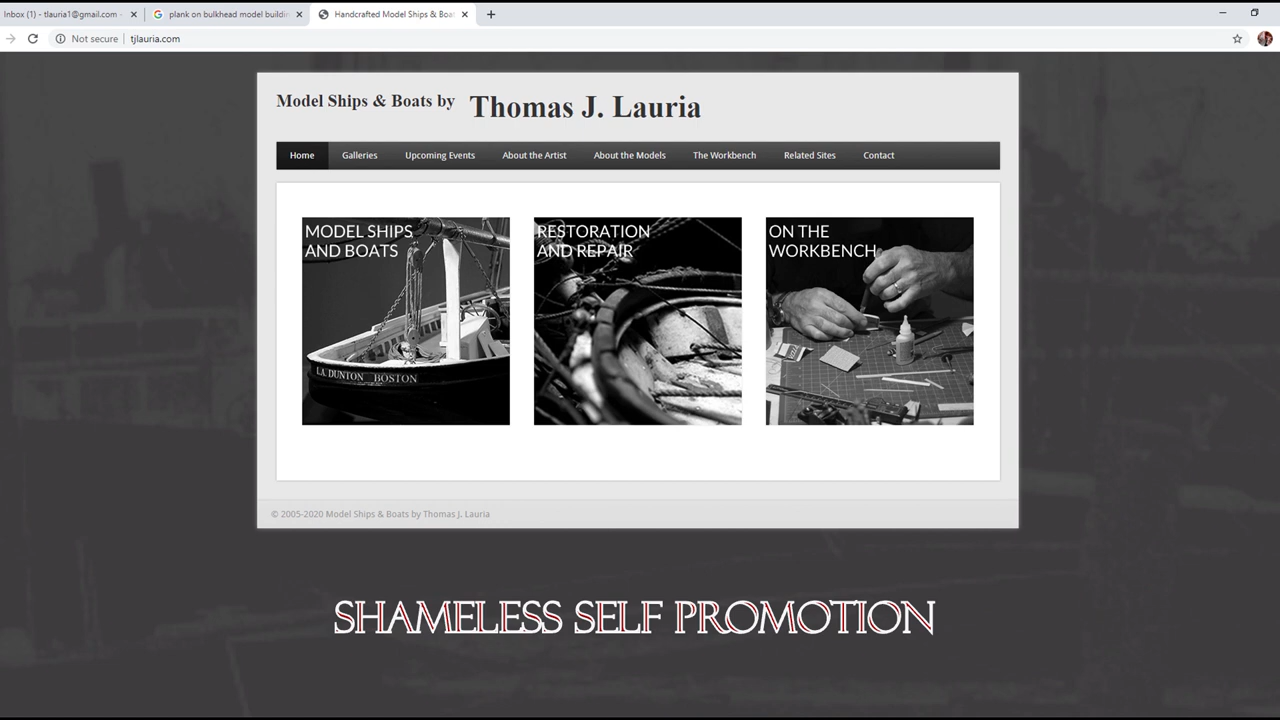 Inbox (1) - tlauria1@gmail.com -
plank on bulkhead model buildin
Handcrafted Model Ships & Boat
Not secure
tjlauria.com
Model Ships & Boats by Thomas J. Lauria
Home Galleries Upcoming Events About the Artist About the Models The Workbench Related Sites Contact
MODEL SHIPS
AND BOATS
L.A. DUNTON BOSTON
RESTORATION
AND REPAIR
ON THE
WORKBENCH
© 2005-2020 Model Ships & Boats by Thomas J. Lauria
SHAMELESS SELF PROMOTION